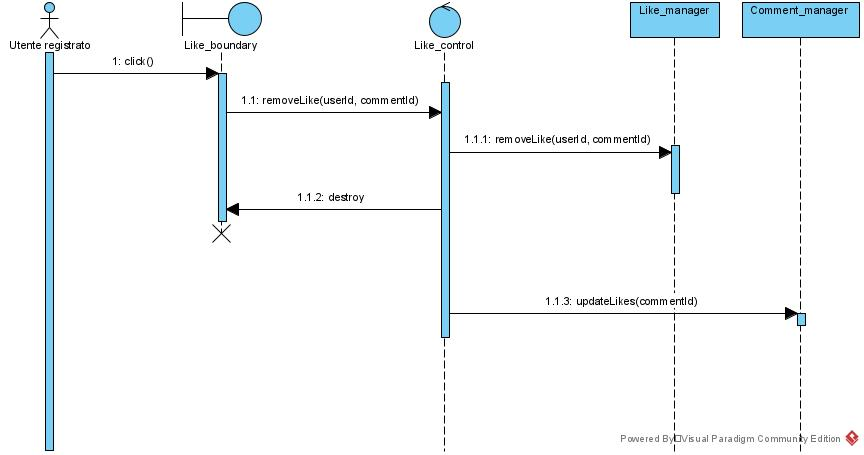 Utente registrato
Like_boundary
Like_control
Like_manager
Comment_manager
1: click()
1.1: removeLike(userId, commentId)
1.1.1: removeLike(userId, commentId)
1.1.2: destroy
1.1.3: updateLikes(commentId)
Powered By Visual Paradigm Community Edition